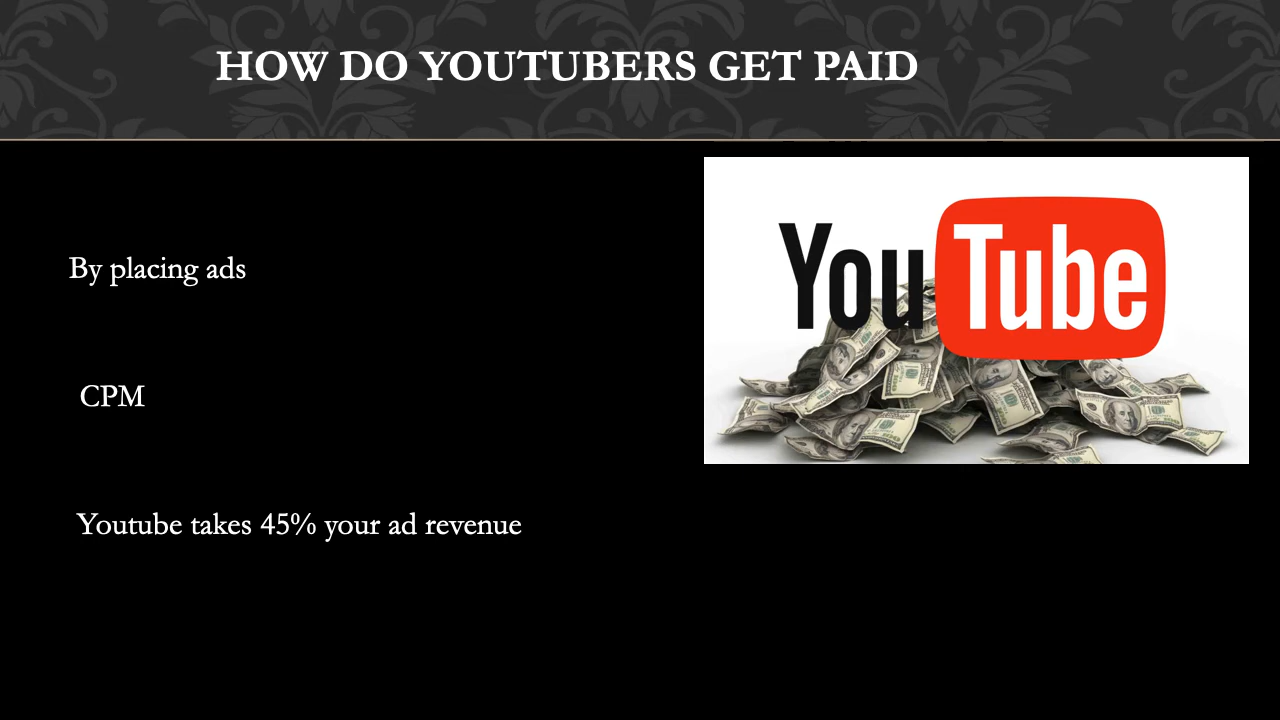 HOW DO YOUTUBERS GET PAID
By placing ads
CPM
Youtube takes 45% your ad revenue
YouTube